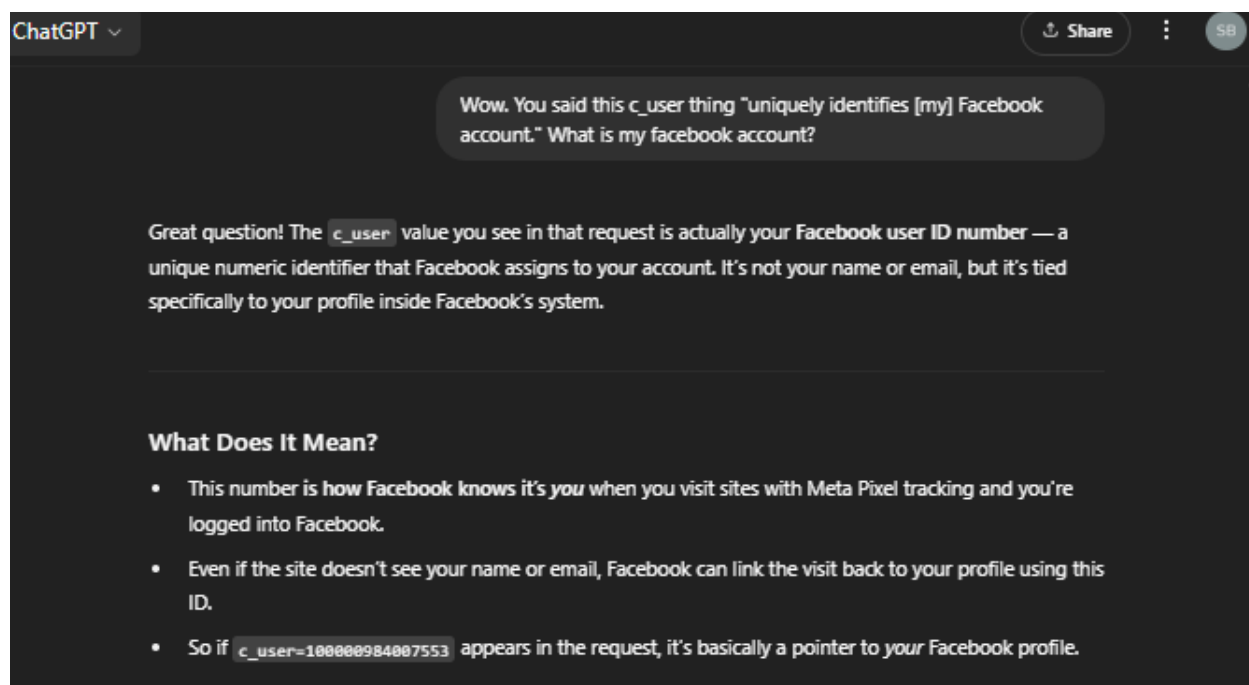 ChatGPT
Share
SB
Wow. You said this c_user thing "uniquely identifies [my] Facebook
account." What is my facebook account?
Great question! The c_user value you see in that request is actually your Facebook user ID number — a
unique numeric identifier that Facebook assigns to your account. It's not your name or email, but it's tied
specifically to your profile inside Facebook's system.
What Does It Mean?
• This number is how Facebook knows it's you when you visit sites with Meta Pixel tracking and you're
logged into Facebook.
• Even if the site doesn't see your name or email, Facebook can link the visit back to your profile using this
ID.
• So if c_user=100000984007553 appears in the request, it's basically a pointer to your Facebook profile.